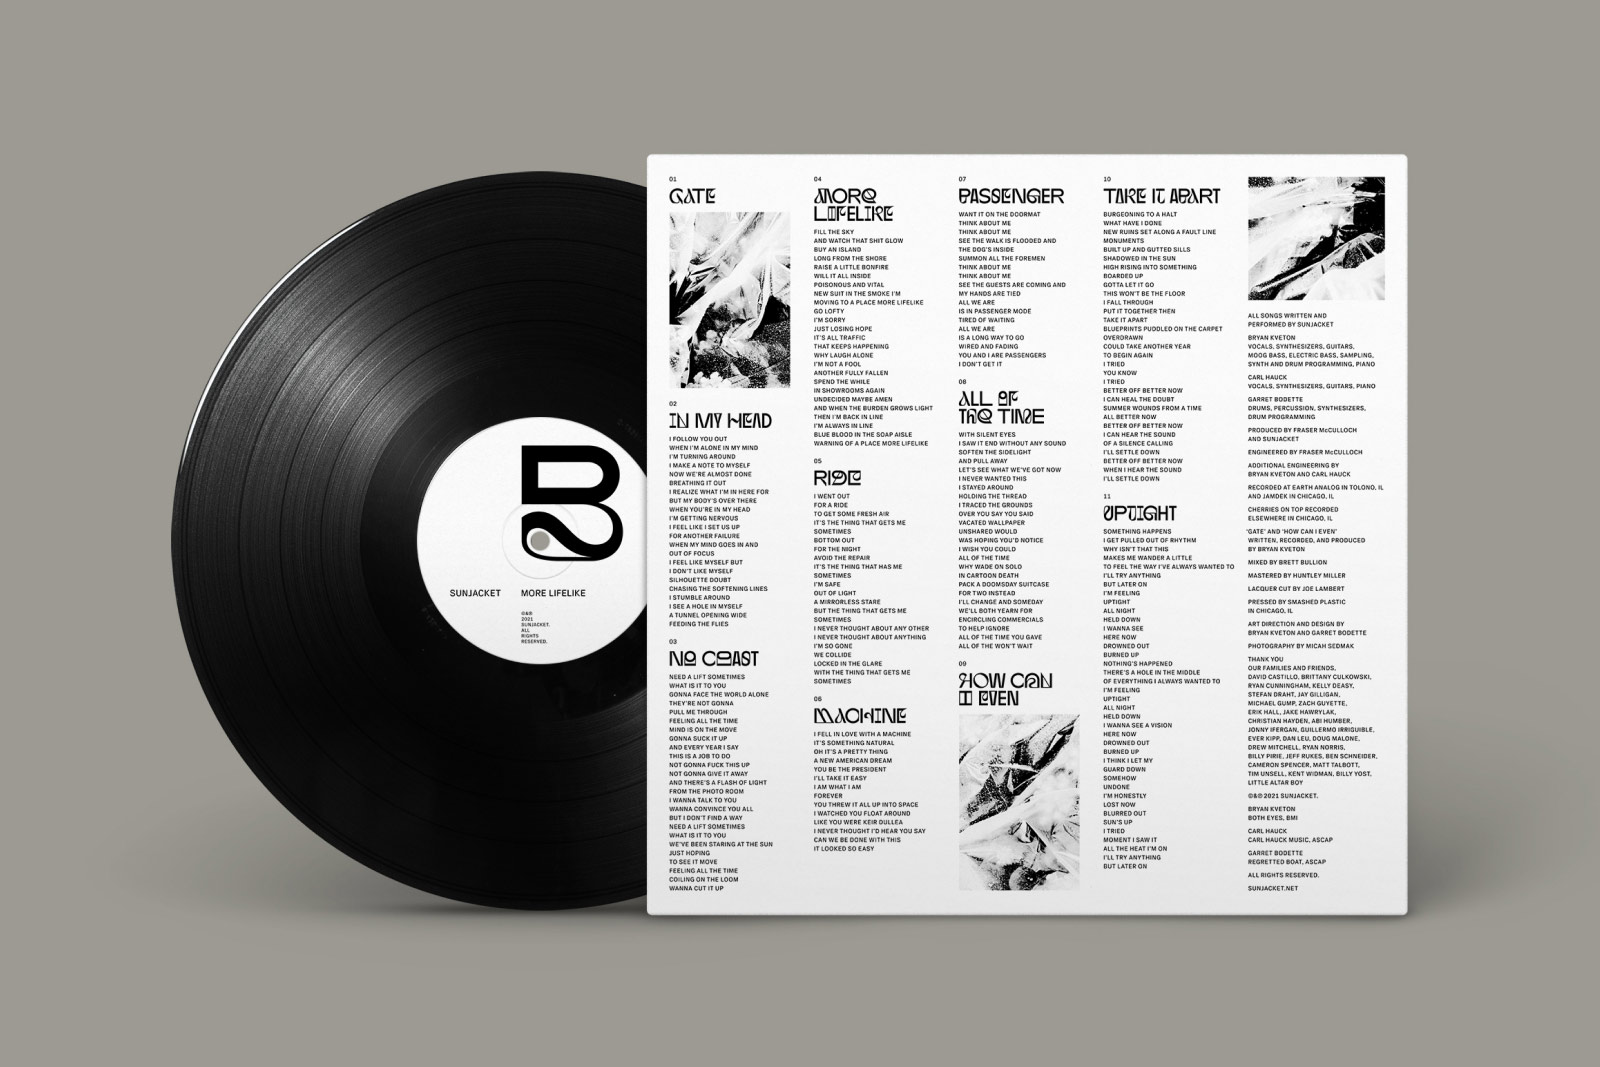 B
SUNJACKET MORE LIFELIKE
©&℗
2021
SUNJACKET.
ALL
RIGHTS
RESERVED.
01
GATE
02
IN MY HEAD
I FOLLOW YOU OUT
WHEN I'M ALONE IN MY MIND
I'M TURNING AROUND
I MAKE A NOTE TO MYSELF
NOW WE'RE ALMOST DONE
BREATHING IT OUT
I REALIZE WHAT I'M IN HERE FOR
BUT MY BODY'S OVER THERE
WHEN YOU'RE IN MY HEAD
I'M GETTING NERVOUS
I FEEL LIKE I SET US UP
FOR ANOTHER FAILURE
WHEN MY MIND GOES IN AND
OUT OF FOCUS
I FEEL LIKE MYSELF BUT
I DON'T LIKE MYSELF
SILHOUETTE DOUBT
CHASING THE SOFTENING LINES
I STUMBLE AROUND
I SEE A HOLE IN MYSELF
A TUNNEL OPENING WIDE
FEEDING THE FLIES
03
NO COAST
NEED A LIFT SOMETIMES
WHAT IS IT TO YOU
GONNA FACE THE WORLD ALONE
THEY'RE NOT GONNA
PULL ME THROUGH
FEELING ALL THE TIME
MIND IS ON THE MOVE
GONNA SUCK IT UP
AND EVERY YEAR I SAY
THIS IS A JOB TO DO
NOT GONNA FUCK THIS UP
NOT GONNA GIVE IT AWAY
AND THERE'S A FLASH OF LIGHT
FROM THE PHOTO ROOM
I WANNA TALK TO YOU
WANNA CONVINCE YOU ALL
BUT I DON'T FIND A WAY
NEED A LIFT SOMETIMES
WHAT IS IT TO YOU
WE'VE BEEN STARING AT THE SUN
JUST HOPING
TO SEE IT MOVE
FEELING ALL THE TIME
COILING ON THE LOOM
WANNA CUT IT UP
04
MORE
LIFELIKE
FILL THE SKY
AND WATCH THAT SHIT GLOW
BUY AN ISLAND
LONG FROM THE SHORE
RAISE A LITTLE BONFIRE
WILL IT ALL INSIDE
POISONOUS AND VITAL
NEW SUIT IN THE SMOKE I'M
MOVING TO A PLACE MORE LIFELIKE
GO LOFTY
I'M SORRY
JUST LOSING HOPE
IT'S ALL TRAFFIC
THAT KEEPS HAPPENING
WHY LAUGH ALONE
I'M NOT A FOOL
ANOTHER FULLY FALLEN
SPEND THE WHILE
IN SHOWROOMS AGAIN
UNDECIDED MAYBE AMEN
AND WHEN THE BURDEN GROWS LIGHT
THEN I'M BACK IN LINE
I'M ALWAYS IN LINE
BLUE BLOOD IN THE SOAP AISLE
WARNING OF A PLACE MORE LIFELIKE
05
RIDE
I WENT OUT
FOR A RIDE
TO GET SOME FRESH AIR
IT'S THE THING THAT GETS ME
SOMETIMES
BOTTOM OUT
FOR THE NIGHT
AVOID THE REPAIR
IT'S THE THING THAT HAS ME
SOMETIMES
I'M SAFE
OUT OF LIGHT
A MIRRORLESS STARE
BUT THE THING THAT GETS ME
SOMETIMES
I NEVER THOUGHT ABOUT ANY OTHER
I NEVER THOUGHT ABOUT ANYTHING
I'M SO GONE
WE COLLIDE
LOCKED IN THE GLARE
WITH THE THING THAT GETS ME
SOMETIMES
06
MACHINE
I FELL IN LOVE WITH A MACHINE
IT'S SOMETHING NATURAL
OH IT'S A PRETTY THING
A NEW AMERICAN DREAM
YOU BE THE PRESIDENT
I'LL TAKE IT EASY
I AM WHAT I AM
FOREVER
YOU THREW IT ALL UP INTO SPACE
I WATCHED YOU FLOAT AROUND
LIKE YOU WERE KEIR DULLEA
I NEVER THOUGHT I'D HEAR YOU SAY
CAN WE BE DONE WITH THIS
IT LOOKED SO EASY
07
PASSENGER
WANT IT ON THE DOORMAT
THINK ABOUT ME
THINK ABOUT ME
SEE THE WALK IS FLOODED AND
THE DOG'S INSIDE
SUMMON ALL THE FOREMEN
THINK ABOUT ME
THINK ABOUT ME
SEE THE GUESTS ARE COMING AND
MY HANDS ARE TIED
ALL WE ARE
IS IN PASSENGER MODE
TIRED OF WAITING
ALL WE ARE
IS A LONG WAY TO GO
WIRED AND FADING
YOU AND I ARE PASSENGERS
I DON'T GET IT
08
ALL OF
THE TIME
WITH SILENT EYES
I SAW IT END WITHOUT ANY SOUND
SOFTEN THE SIDELIGHT
AND PULL AWAY
LET'S SEE WHAT WE'VE GOT NOW
I NEVER WANTED THIS
I STAYED AROUND
HOLDING THE THREAD
I TRACED THE GROUNDS
OVER YOU SAY YOU SAID
VACATED WALLPAPER
UNSHARED WOULD
WAS HOPING YOU'D NOTICE
I WISH YOU COULD
ALL OF THE TIME
WHY WADE ON SOLO
IN CARTOON DEATH
PACK A DOOMSDAY SUITCASE
FOR TWO INSTEAD
I'LL CHANGE AND SOMEDAY
WE'LL BOTH YEARN FOR
ENCIRCLING COMMERCIALS
TO HELP IGNORE
ALL OF THE TIME YOU GAVE
ALL OF THE WON'T WAIT
09
HOW CAN
I EVEN
10
TAKE IT APART
BURGEONING TO A HALT
WHAT HAVE I DONE
NEW RUINS SET ALONG A FAULT LINE
MONUMENTS
BUILT UP AND GUTTED SILLS
SHADOWED IN THE SUN
HIGH RISING INTO SOMETHING
BOARDED UP
GOTTA LET IT GO
THIS WON'T BE THE FLOOR
I FALL THROUGH
PUT IT TOGETHER THEN
TAKE IT APART
BLUEPRINTS PUDDLED ON THE CARPET
OVERDRAWN
COULD TAKE ANOTHER YEAR
TO BEGIN AGAIN
I TRIED
YOU KNOW
I TRIED
BETTER OFF BETTER NOW
I CAN HEAL THE DOUBT
SUMMER WOUNDS FROM A TIME
ALL BETTER NOW
BETTER OFF BETTER NOW
I CAN HEAR THE SOUND
OF A SILENCE CALLING
I'LL SETTLE DOWN
BETTER OFF BETTER NOW
WHEN I HEAR THE SOUND
I'LL SETTLE DOWN
11
UPTIGHT
SOMETHING HAPPENS
I GET PULLED OUT OF RHYTHM
WHY ISN'T THAT THIS
MAKES ME WANDER A LITTLE
TO FEEL THE WAY I'VE ALWAYS WANTED TO
I'LL TRY ANYTHING
BUT LATER ON
I'M FEELING
UPTIGHT
ALL NIGHT
HELD DOWN
I WANNA SEE
HERE NOW
DROWNED OUT
BURNED UP
NOTHING'S HAPPENED
THERE'S A HOLE IN THE MIDDLE
OF EVERYTHING I ALWAYS WANTED TO
I'M FEELING
UPTIGHT
ALL NIGHT
HELD DOWN
I WANNA SEE A VISION
HERE NOW
DROWNED OUT
BURNED UP
I THINK I LET MY
GUARD DOWN
SOMEHOW
UNDONE
I'M HONESTLY
LOST NOW
BLURRED OUT
SUN'S UP
I TRIED
MOMENT I SAW IT
ALL THE HEAT I'M ON
I'LL TRY ANYTHING
BUT LATER ON
ALL SONGS WRITTEN AND
PERFORMED BY SUNJACKET
BRYAN KVETON
VOCALS, SYNTHESIZERS, GUITARS,
MOOG BASS, ELECTRIC BASS, SAMPLING,
SYNTH AND DRUM PROGRAMMING, PIANO
CARL HAUCK
VOCALS, SYNTHESIZERS, GUITARS, PIANO
GARRET BODETTE
DRUMS, PERCUSSION, SYNTHESIZERS,
DRUM PROGRAMMING
PRODUCED BY FRASER McCULLOCH
AND SUNJACKET
ENGINEERED BY FRASER McCULLOCH
ADDITIONAL ENGINEERING BY
BRYAN KVETON AND CARL HAUCK
RECORDED AT EARTH ANALOG IN TOLONO, IL
AND JAMDEK IN CHICAGO, IL
CHERRIES ON TOP RECORDED
ELSEWHERE IN CHICAGO, IL
'GATE' AND 'HOW CAN I EVEN'
WRITTEN, RECORDED, AND PRODUCED
BY BRYAN KVETON
MIXED BY BRETT BULLION
MASTERED BY HUNTLEY MILLER
LACQUER CUT BY JOE LAMBERT
PRESSED BY SMASHED PLASTIC
IN CHICAGO, IL
ART DIRECTION AND DESIGN BY
BRYAN KVETON AND GARRET BODETTE
PHOTOGRAPHY BY MICAH SEDMAK
THANK YOU
OUR FAMILIES AND FRIENDS,
DAVID CASTILLO, BRITTANY CULKOWSKI,
RYAN CUNNINGHAM, KELLY DEASY,
STEFAN DRAHT, JAY GILLIGAN,
MICHAEL GUMP, ZACH GUYETTE,
ERIK HALL, JAKE HAWRYLAK,
CHRISTIAN HAYDEN, ABI HUMBER,
JONNY IFERGAN, GUILLERMO IRRIGUIBLE,
EVER KIPP, DAN LEU, DOUG MALONE,
DREW MITCHELL, RYAN NORRIS,
BILLY PIRIE, JEFF RUKES, BEN SCHNEIDER,
CAMERON SPENCER, MATT TALBOTT,
TIM UNSELL, KENT WIDMAN, BILLY YOST,
LITTLE ALTAR BOY
©&℗ 2021 SUNJACKET.
BRYAN KVETON
BOTH EYES, BMI
CARL HAUCK
CARL HAUCK MUSIC, ASCAP
GARRET BODETTE
REGRETTED BOAT, ASCAP
ALL RIGHTS RESERVED.
SUNJACKET.NET